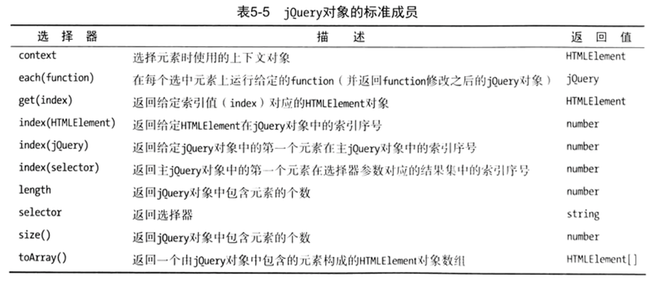 表5-5 jQuery对象的标准成员
选择器 描述 返回值
context 选择元素时使用的上下文对象 HTMLElement
each(function) 在每个选中元素上运行给定的function（并返回function修改之后的jQuery对象） jQuery
get(index) 返回给定索引值（index）对应的HTMLElement对象 HTMLElement
index(HTMLElement) 返回给定HTMLElement在jQuery对象中的索引序号 number
index(jQuery) 返回给定jQuery对象中的第一个元素在主jQuery对象中的索引序号 number
index(selector) 返回主jQuery对象中的第一个元素在选择器参数对应的结果集中的索引序号 number
length 返回jQuery对象中包含元素的个数 number
selector 返回选择器 string
size() 返回jQuery对象中包含元素的个数 number
toArray() 返回一个由jQuery对象中包含的元素构成的HTMLElement对象数组 HTMLElement[]